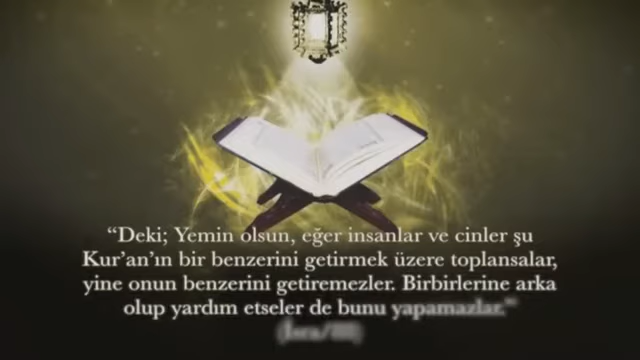 “Deki; Yemin olsun, eğer insanlar ve cinler şu
Kur’an’ın bir benzerini getirmek üzere toplansalar,
yine onun benzerini getiremezler. Birbirlerine arka
olup yardım etseler de bunu yapamazlar.”